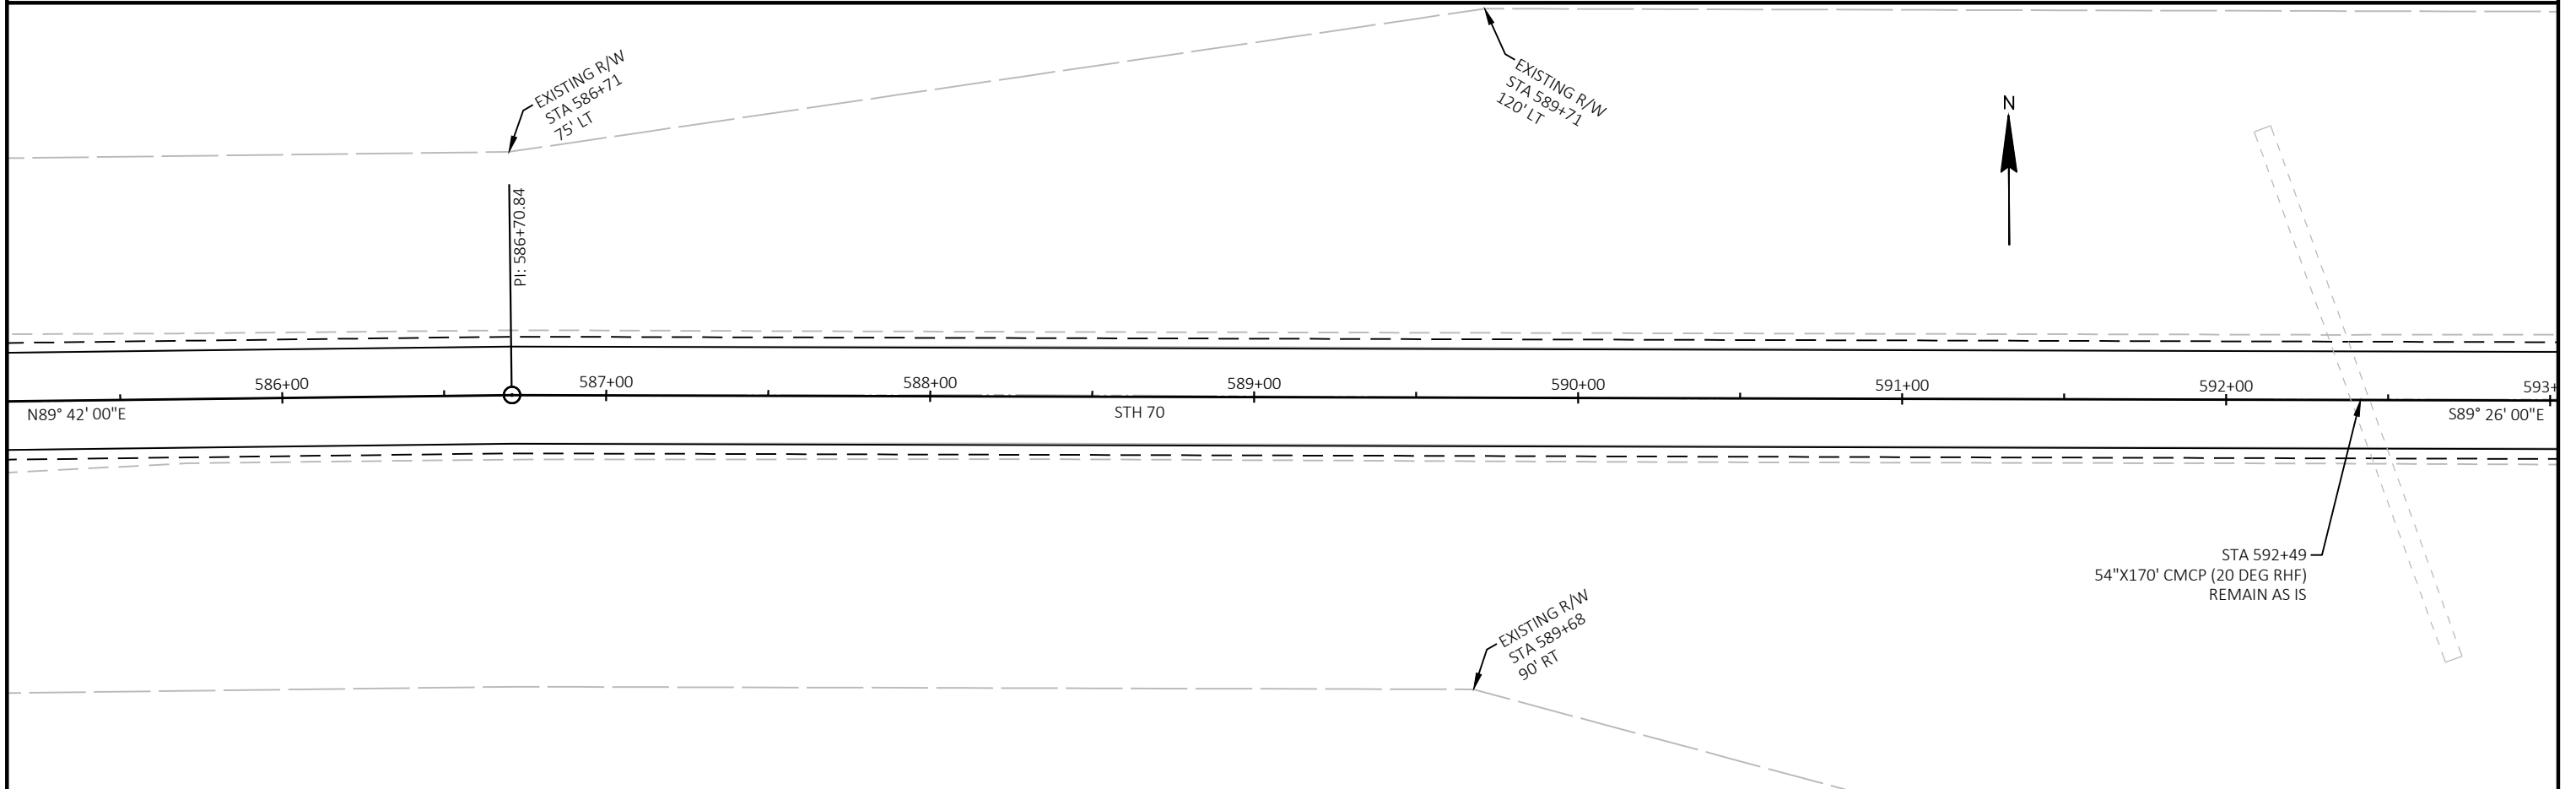 EXISTING R/W
STA 586+71
75' LT
EXISTING R/W
STA 589+71
120' LT
N
PI: 586+70.84
586+00
587+00
588+00
589+00
590+00
591+00
592+00
593+
N89° 42' 00"E
STH 70
S89° 26' 00"E
STA 592+49
54"X170' CMCP (20 DEG RHF)
REMAIN AS IS
EXISTING R/W
STA 589+68
90' RT